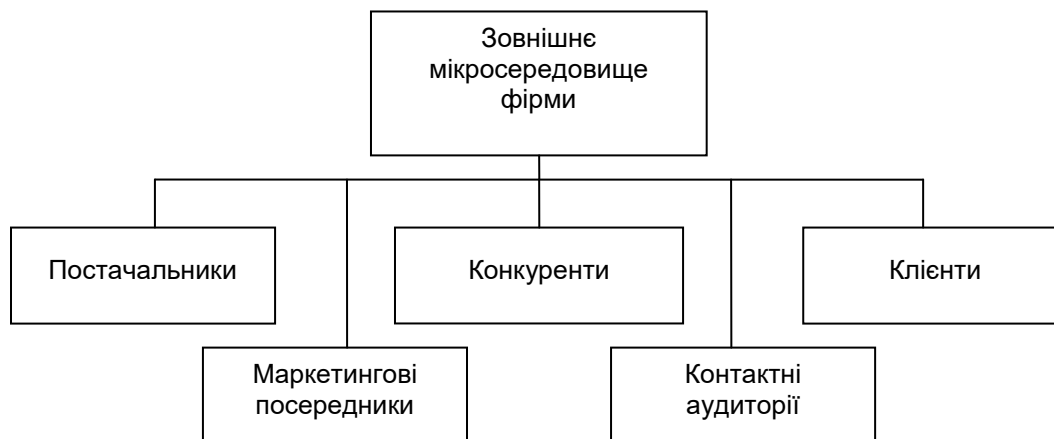 Зовнішнє
мікросередовище
фірми
Постачальники
Конкуренти
Клієнти
Маркетингові
посередники
Контактні
аудиторії